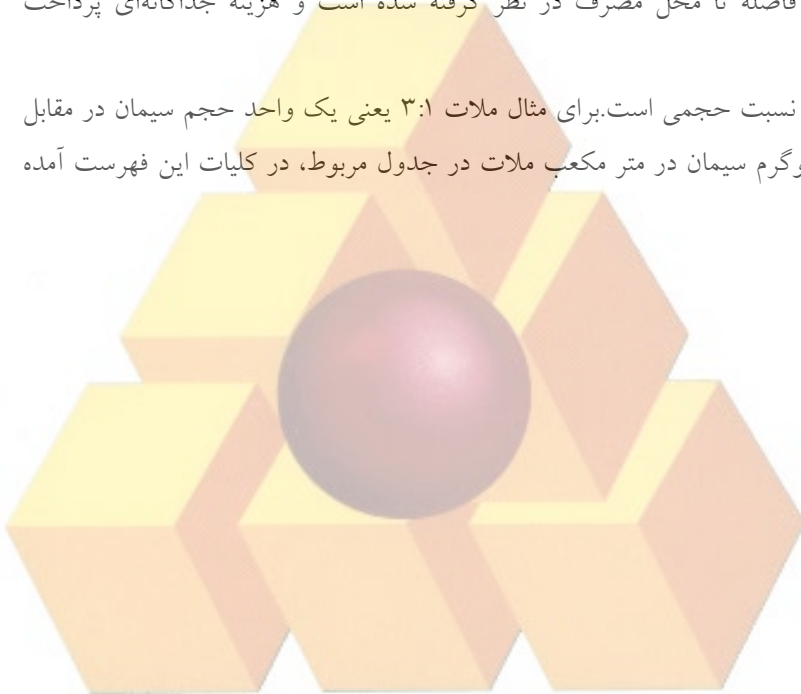 فاصله تا محل مصرف در نظر گرفته شده است و هزینه جداگانه‌ای پرداخت
نسبت حجمی است.برای مثال ملات ۳:۱ یعنی یک واحد حجم سیمان در مقابل
وگرم سیمان در متر مکعب ملات در جدول مربوط، در کلیات این فهرست آمده